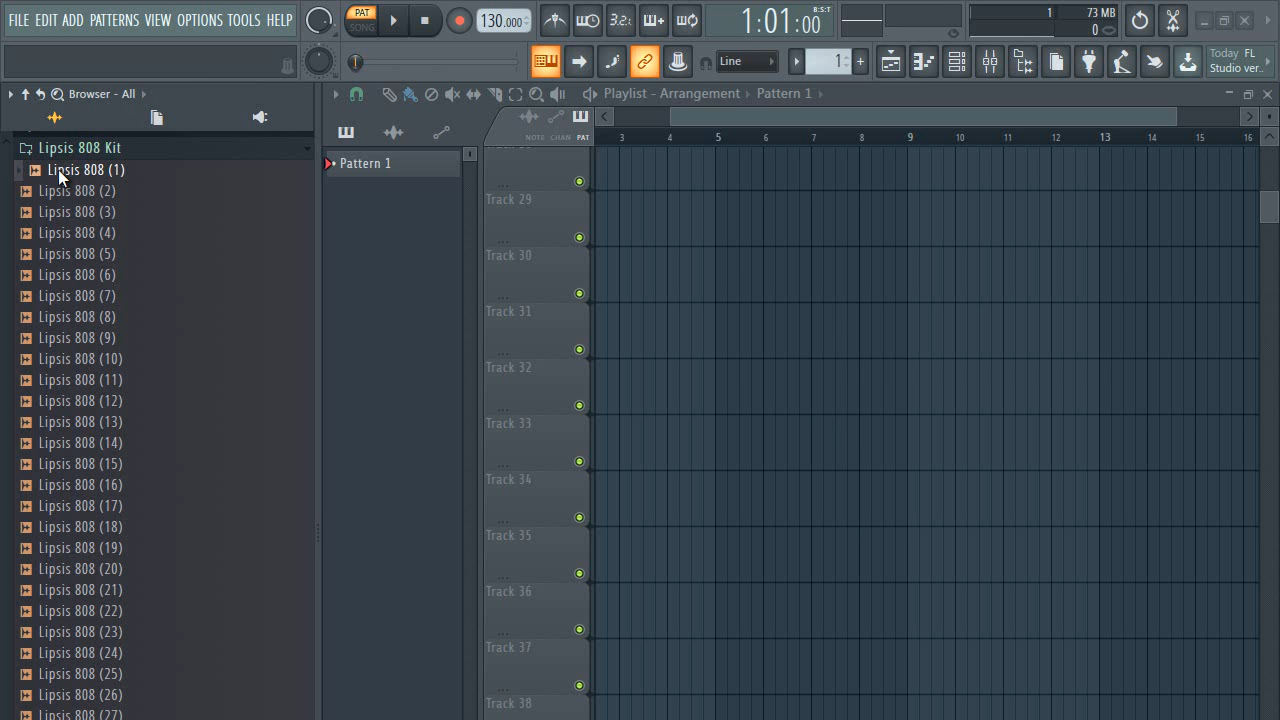 FILE EDIT ADD PATTERNS VIEW OPTIONS TOOLS HELP
PAT
SONG
130.000
3.2.
1:01:00
B:S:T
1
73 MB
0
Line
1
Today FL
Studio ver..
Browser - All
Playlist - Arrangement
Pattern 1
NOTE CHAN PAT
3 4 5 6 7 8 9 10 11 12 13 14 15 16
Lipsis 808 Kit
Lipsis 808 (1)
Lipsis 808 (2)
Lipsis 808 (3)
Lipsis 808 (4)
Lipsis 808 (5)
Lipsis 808 (6)
Lipsis 808 (7)
Lipsis 808 (8)
Lipsis 808 (9)
Lipsis 808 (10)
Lipsis 808 (11)
Lipsis 808 (12)
Lipsis 808 (13)
Lipsis 808 (14)
Lipsis 808 (15)
Lipsis 808 (16)
Lipsis 808 (17)
Lipsis 808 (18)
Lipsis 808 (19)
Lipsis 808 (20)
Lipsis 808 (21)
Lipsis 808 (22)
Lipsis 808 (23)
Lipsis 808 (24)
Lipsis 808 (25)
Lipsis 808 (26)
Lipsis 808 (27)
Pattern 1
...
Track 29
...
Track 30
...
Track 31
...
Track 32
...
Track 33
...
Track 34
...
Track 35
...
Track 36
...
Track 37
...
Track 38